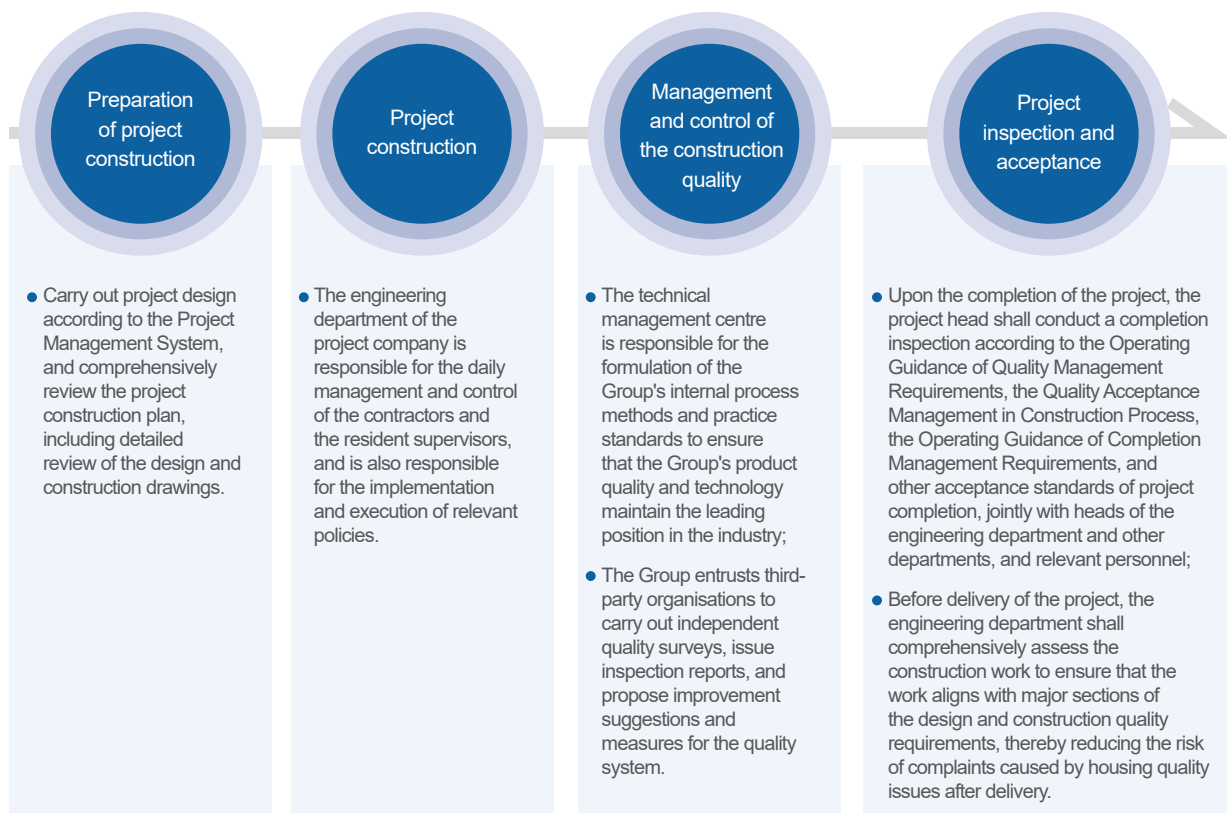 Preparation
of project
construction
Project
construction
Management
and control of
the construction
quality
Project
inspection and
acceptance
• Carry out project design
according to the Project
Management System,
and comprehensively
review the project
construction plan,
including detailed
review of the design and
construction drawings.
• The engineering
department of the
project company is
responsible for the daily
management and control
of the contractors and
the resident supervisors,
and is also responsible
for the implementation
and execution of relevant
policies.
• The technical
management centre
is responsible for the
formulation of the
Group's internal process
methods and practice
standards to ensure
that the Group's product
quality and technology
maintain the leading
position in the industry;
• The Group entrusts third-
party organisations to
carry out independent
quality surveys, issue
inspection reports, and
propose improvement
suggestions and
measures for the quality
system.
• Upon the completion of the project, the
project head shall conduct a completion
inspection according to the Operating
Guidance of Quality Management
Requirements, the Quality Acceptance
Management in Construction Process,
the Operating Guidance of Completion
Management Requirements, and
other acceptance standards of project
completion, jointly with heads of the
engineering department and other
departments, and relevant personnel;
• Before delivery of the project, the
engineering department shall
comprehensively assess the
construction work to ensure that the
work aligns with major sections of
the design and construction quality
requirements, thereby reducing the risk
of complaints caused by housing quality
issues after delivery.